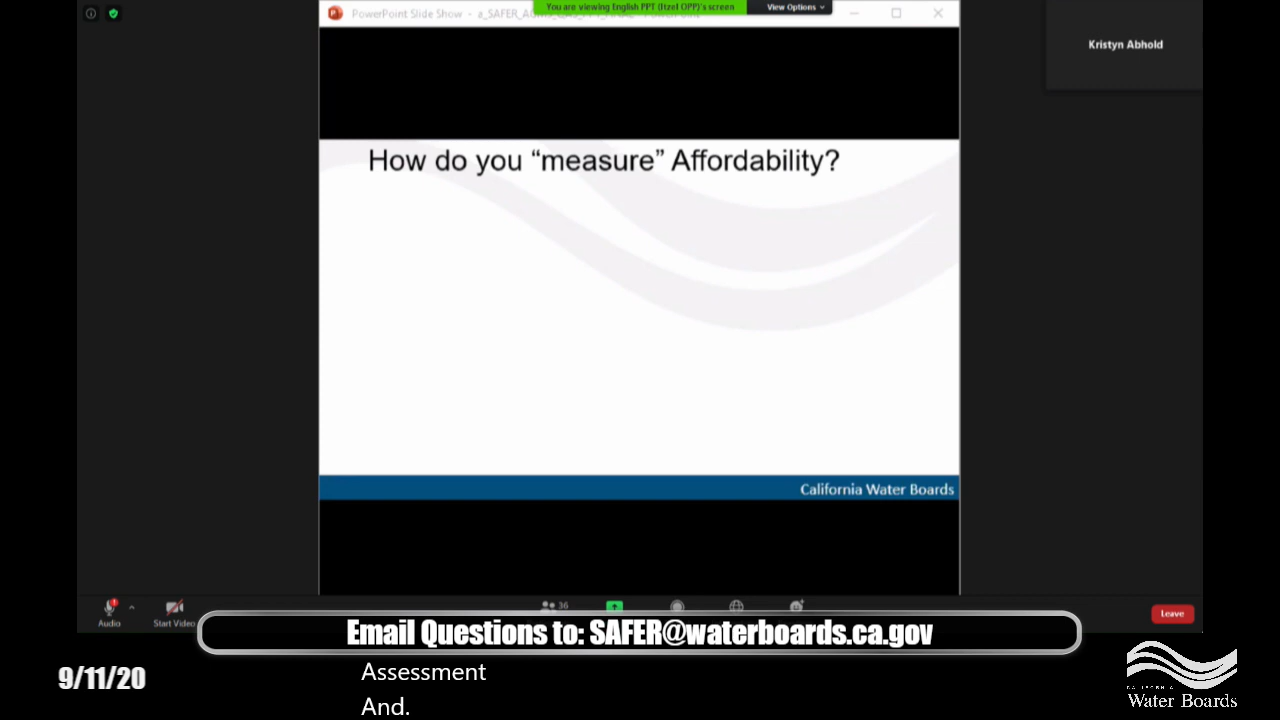 PowerPoint Slide Show -
You are viewing English PPT (Itzel OPP)'s screen
View Options
Kristyn Abhold
How do you “measure” Affordability?
California Water Boards
36
Audio
Start Video
Leave
Email Questions to: SAFER@waterboards.ca.gov
9/11/20
Assessment
And.
CALIFORNIA
Water Boards